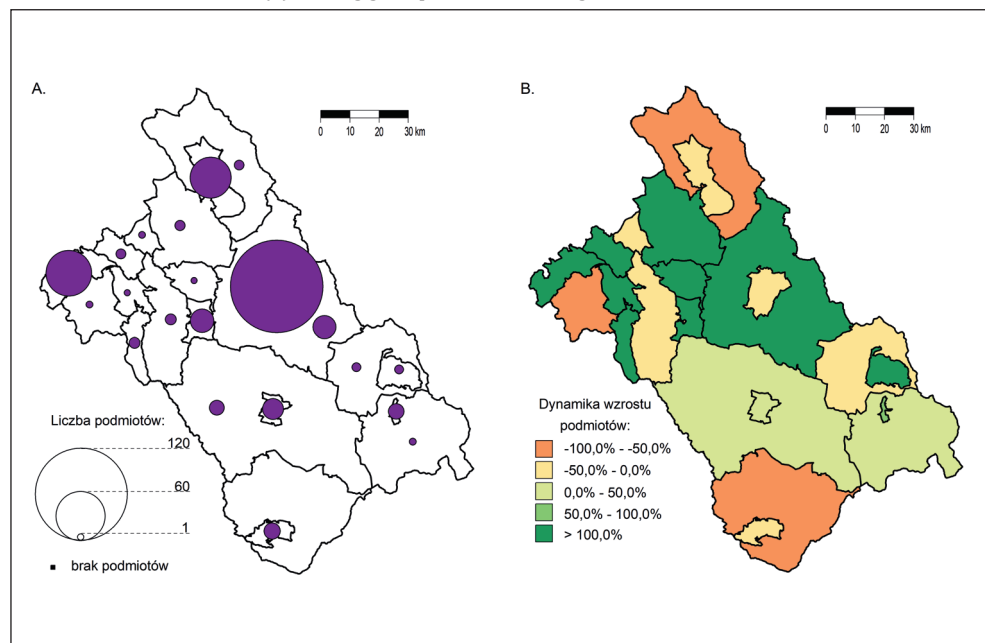 A.
0 10 20 30 km
Liczba podmiotów:
120
60
1
brak podmiotów
B.
0 10 20 30 km
Dynamika wzrostu
podmiotów:
-100,0% - -50,0%
-50,0% - 0,0%
0,0% - 50,0%
50,0% - 100,0%
> 100,0%